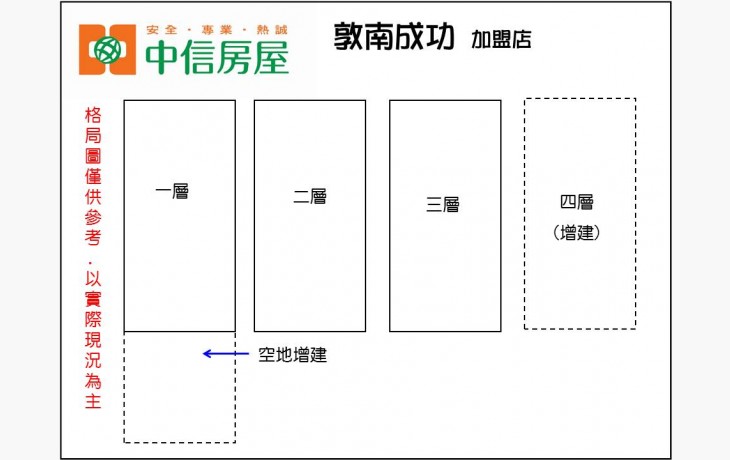 安全·專業·熱誠
中信房屋
敦南成功 加盟店
格局圖僅供參考．以實際現況為主
一層
二層
三層
四層
(增建)
空地增建